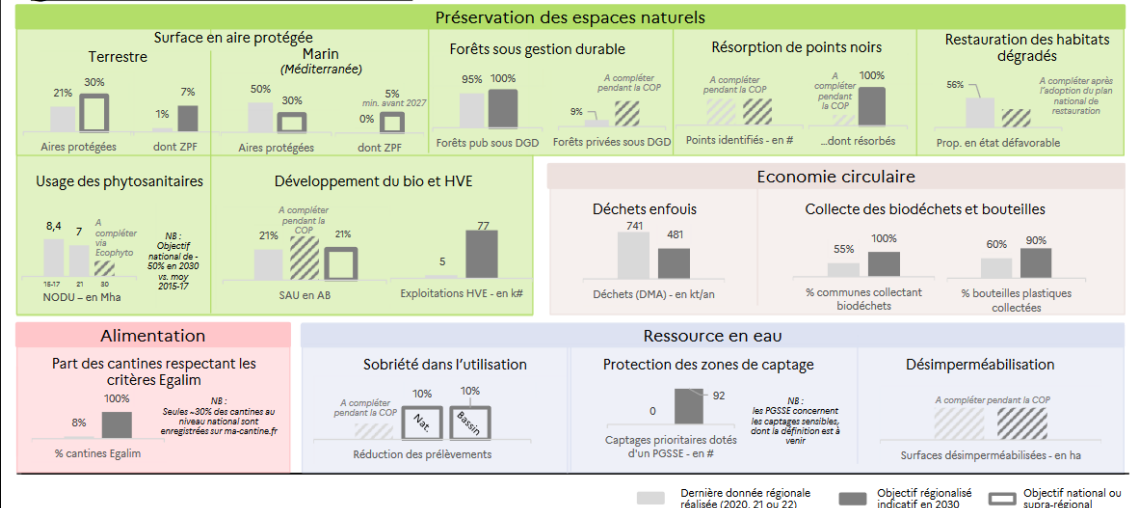 Préservation des espaces naturels
Surface en aire protégée
Terrestre
21%
30%
Aires protégées
1%
7%
dont ZPF
Marin
(Méditerranée)
50%
30%
Aires protégées
5%
min. avant 2027
0%
dont ZPF
Forêts sous gestion durable
95%
100%
Forêts pub sous DGD
A compléter
pendant la COP
9%
Forêts privées sous DGD
Résorption de points noirs
A compléter
pendant la COP
Points identifiés - en #
A
compléter
pendant
la COP
100%
...dont résorbés
Restauration des habitats
dégradés
56%
A compléter après
l'adoption du plan
national de
restauration
Prop. en état défavorable
Usage des phytosanitaires
8,4
7
A
compléter
via
Ecophyto
15-17
21
30
NODU – en Mha
NB :
Objectif
national de -
50% en 2030
vs. moy
2015-17
Développement du bio et HVE
A compléter
pendant la
COP
21%
21%
SAU en AB
5
77
Exploitations HVE - en k#
Economie circulaire
Déchets enfouis
741
481
Déchets (DMA) - en kt/an
Collecte des biodéchets et bouteilles
55%
100%
% communes collectant
biodéchets
60%
90%
% bouteilles plastiques
collectées
Alimentation
Part des cantines respectant les
critères Egalim
8%
100%
% cantines Egalim
NB :
Seules ~30% des cantines au
niveau national sont
enregistrées sur ma-cantine.fr
Ressource en eau
Sobriété dans l'utilisation
A compléter
pendant la COP
10%
10%
Nat.
Bassin
Réduction des prélèvements
Protection des zones de captage
0
92
Captages prioritaires dotés
d'un PGSSE - en #
NB :
les PGSSE concernent
les captages sensibles,
dont la définition est à
venir
Désimperméabilisation
A compléter pendant la COP
Surfaces désimperméabilisées - en ha
Dernière donnée régionale
réalisée (2020, 21 ou 22)
Objectif régionalisé
indicatif en 2030
Objectif national ou
supra-régional